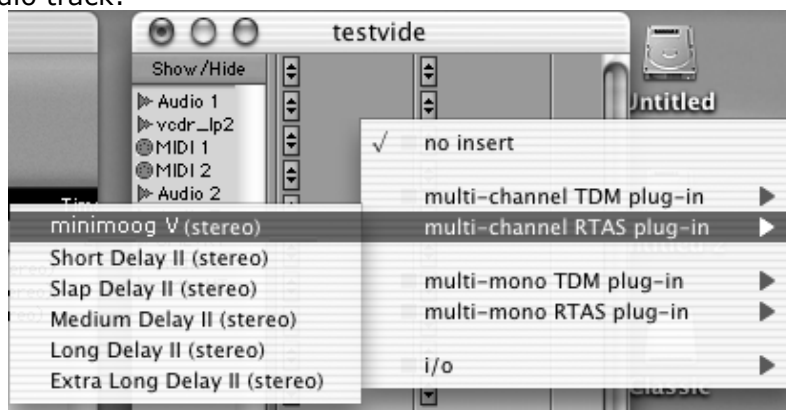 dio track:
testvide
Show/Hide
Audio 1
vcdr_lp2
MIDI 1
MIDI 2
Audio 2
Untitled
✓ no insert
multi-channel TDM plug-in
multi-channel RTAS plug-in
multi-mono TDM plug-in
multi-mono RTAS plug-in
i/o
minimoog V (stereo)
Short Delay II (stereo)
Slap Delay II (stereo)
Medium Delay II (stereo)
Long Delay II (stereo)
Extra Long Delay II (stereo)
Classic